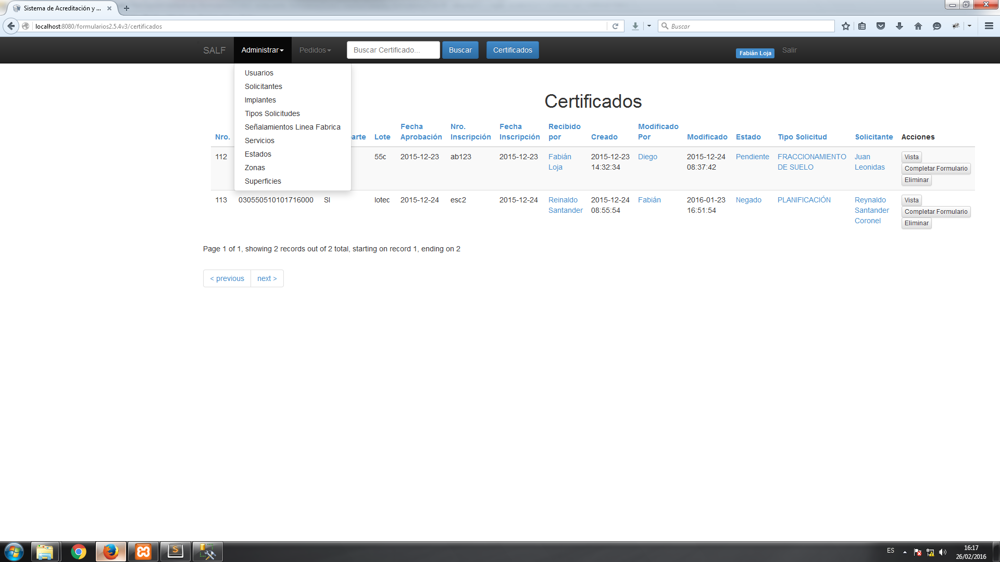 Sistema de Acreditación y ...
localhost:8080/formularios2.5.4v3/certificados
Buscar
SALF
Administrar
Pedidos
Buscar Certificado...
Buscar
Certificados
Fabián Loja
Salir
Usuarios
Solicitantes
Implantes
Tipos Solicitudes
Señalamientos Linea Fabrica
Servicios
Estados
Zonas
Superficies
Certificados
Nro.
arte
Lote
Fecha
Aprobación
Nro.
Inscripción
Fecha
Inscripción
Recibido
por
Creado
Modificado
Por
Modificado
Estado
Tipo Solicitud
Solicitante
Acciones
112
55c
2015-12-23
ab123
2015-12-23
Fabián
Loja
2015-12-23
14:32:34
Diego
2015-12-24
08:37:42
Pendiente
FRACCIONAMIENTO
DE SUELO
Juan
Leonidas
Vista
Completar Formulario
Eliminar
113
030550510101716000
SI
lotec
2015-12-24
esc2
2015-12-24
Reinaldo
Santander
2015-12-24
08:55:54
Fabián
2016-01-23
16:51:54
Negado
PLANIFICACIÓN
Reynaldo
Santander
Coronel
Vista
Completar Formulario
Eliminar
Page 1 of 1, showing 2 records out of 2 total, starting on record 1, ending on 2
< previous
next >
ES
16:17
26/02/2016